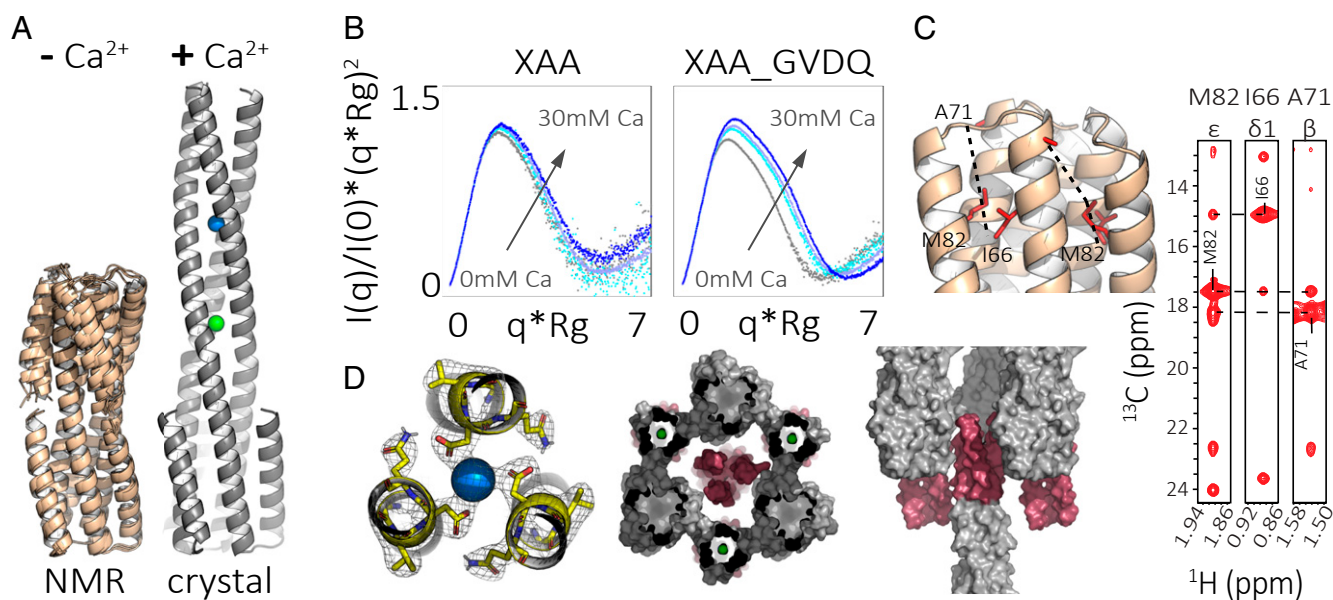 A
- Ca²⁺ + Ca²⁺
NMR crystal
B
XAA XAA_GVDQ
I(q)/I(0)*(q*Rg)²
1.5
30mM Ca 30mM Ca
0mM Ca 0mM Ca
0
0 q*Rg 7 0 q*Rg 7
C
A71
M82 I66 M82
M82 I66 A71
ε δ1 β
I66
M82
A71
¹³C (ppm)
14
16
18
20
22
24
1.94 1.86 0.92 0.86 1.58 1.50
¹H (ppm)
D